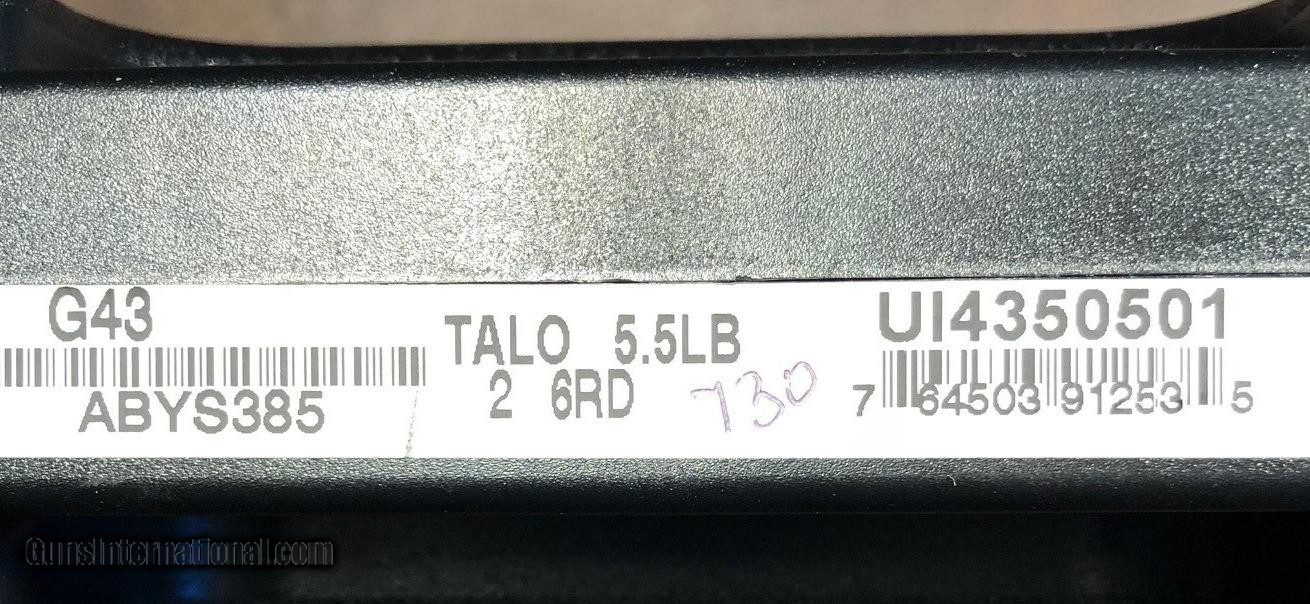 G43
ABYS385
TALO 5.5LB
2 6RD
730
UI4350501
7 64503 91253 5
GunsInternational.com